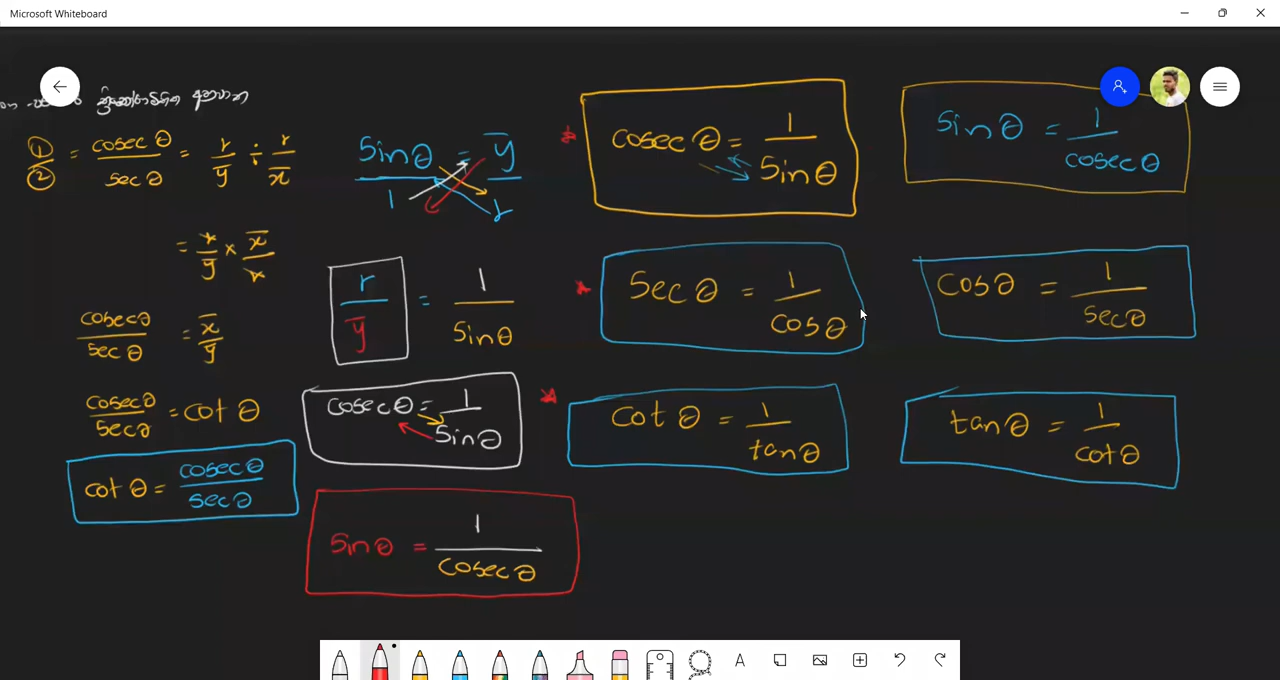 Microsoft Whiteboard
ත්‍රිකෝණමිතික අනුපාත
①/② = cosec θ / sec θ = r/y ÷ r/x̅
= r/y × x̅/r
cosec θ / sec θ = x̅/y̅
cosec θ / sec θ = cot θ
cot θ = cosec θ / sec θ
Sin θ / 1 = y̅ / r
r / y̅ = 1 / Sin θ
cosec θ = 1 / Sin θ
Sin θ = 1 / cosec θ
* cosec θ = 1 / Sin θ
* Sec θ = 1 / cos θ
* cot θ = 1 / tan θ
Sin θ = 1 / cosec θ
cos θ = 1 / sec θ
tan θ = 1 / cot θ
A